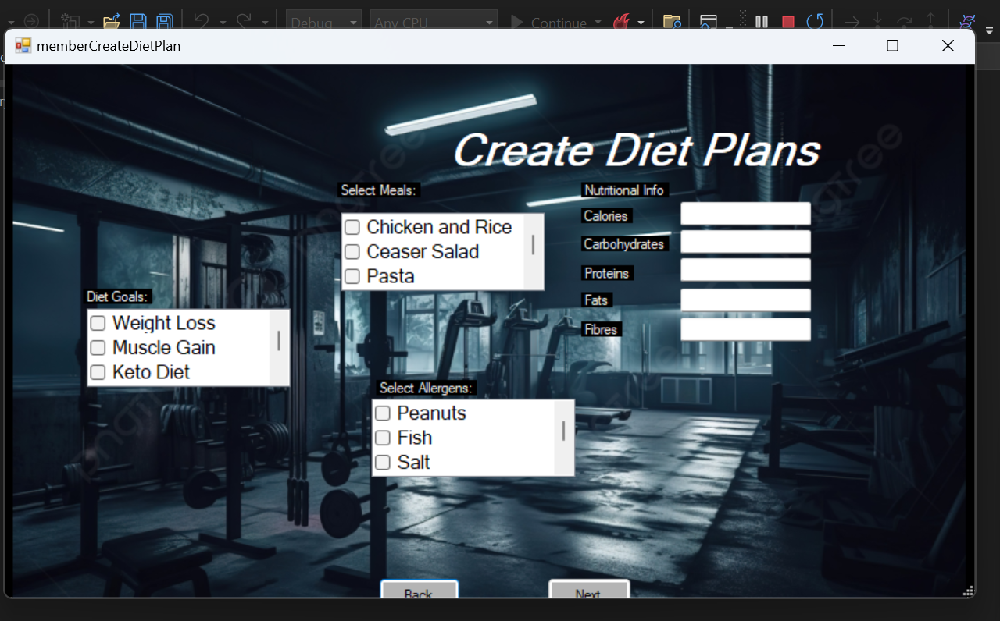 Debug
Any CPU
Continue
memberCreateDietPlan
Create Diet Plans
Select Meals:
Chicken and Rice
Ceaser Salad
Pasta
Nutritional Info
Calories
Carbohydrates
Proteins
Fats
Fibres
Diet Goals:
Weight Loss
Muscle Gain
Keto Diet
Select Allergens:
Peanuts
Fish
Salt
Back
Next